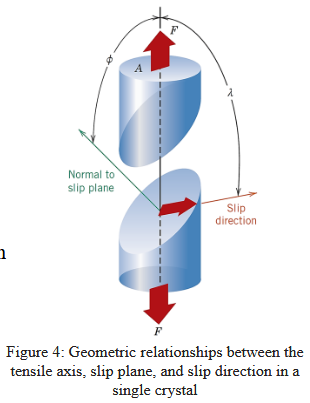 F
ϕ
A
λ
Normal to
slip plane
Slip
direction
n
F
Figure 4: Geometric relationships between the
tensile axis, slip plane, and slip direction in a
single crystal